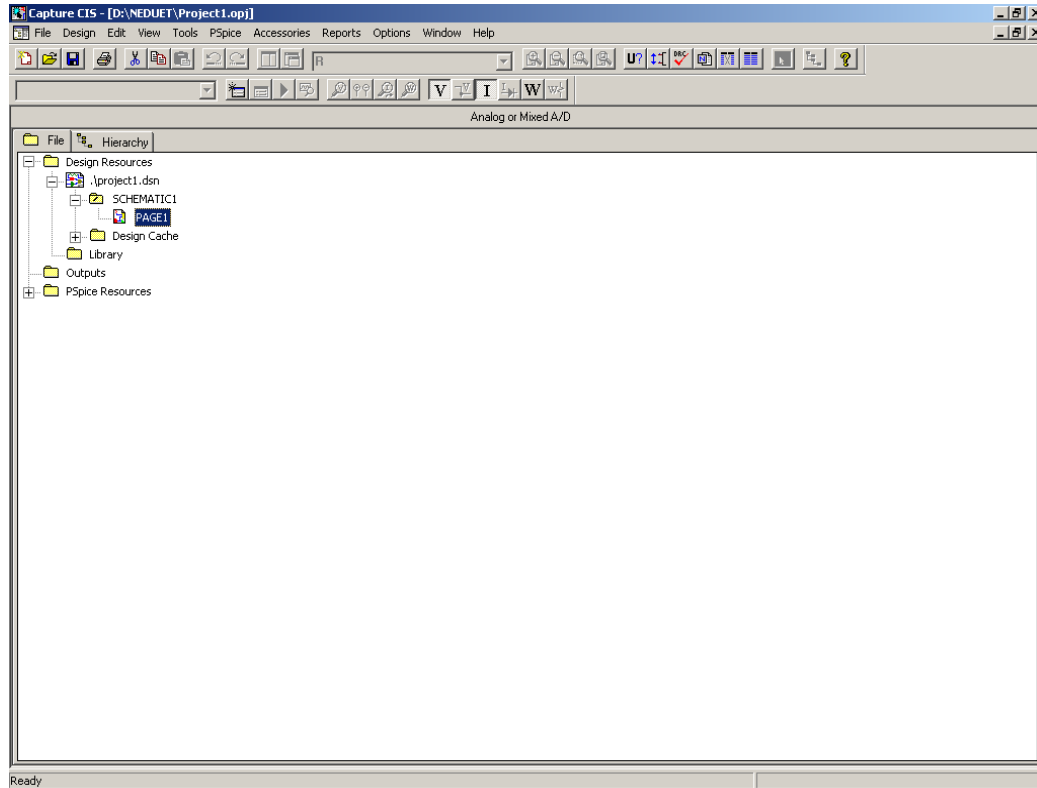 Capture CIS - [D:\NEDUET\Project1.opj]
File Design Edit View Tools PSpice Accessories Reports Options Window Help
R U? DRC
V V I I W W
Analog or Mixed A/D
File Hierarchy
Design Resources
.\project1.dsn
SCHEMATIC1
PAGE1
Design Cache
Library
Outputs
PSpice Resources
Ready